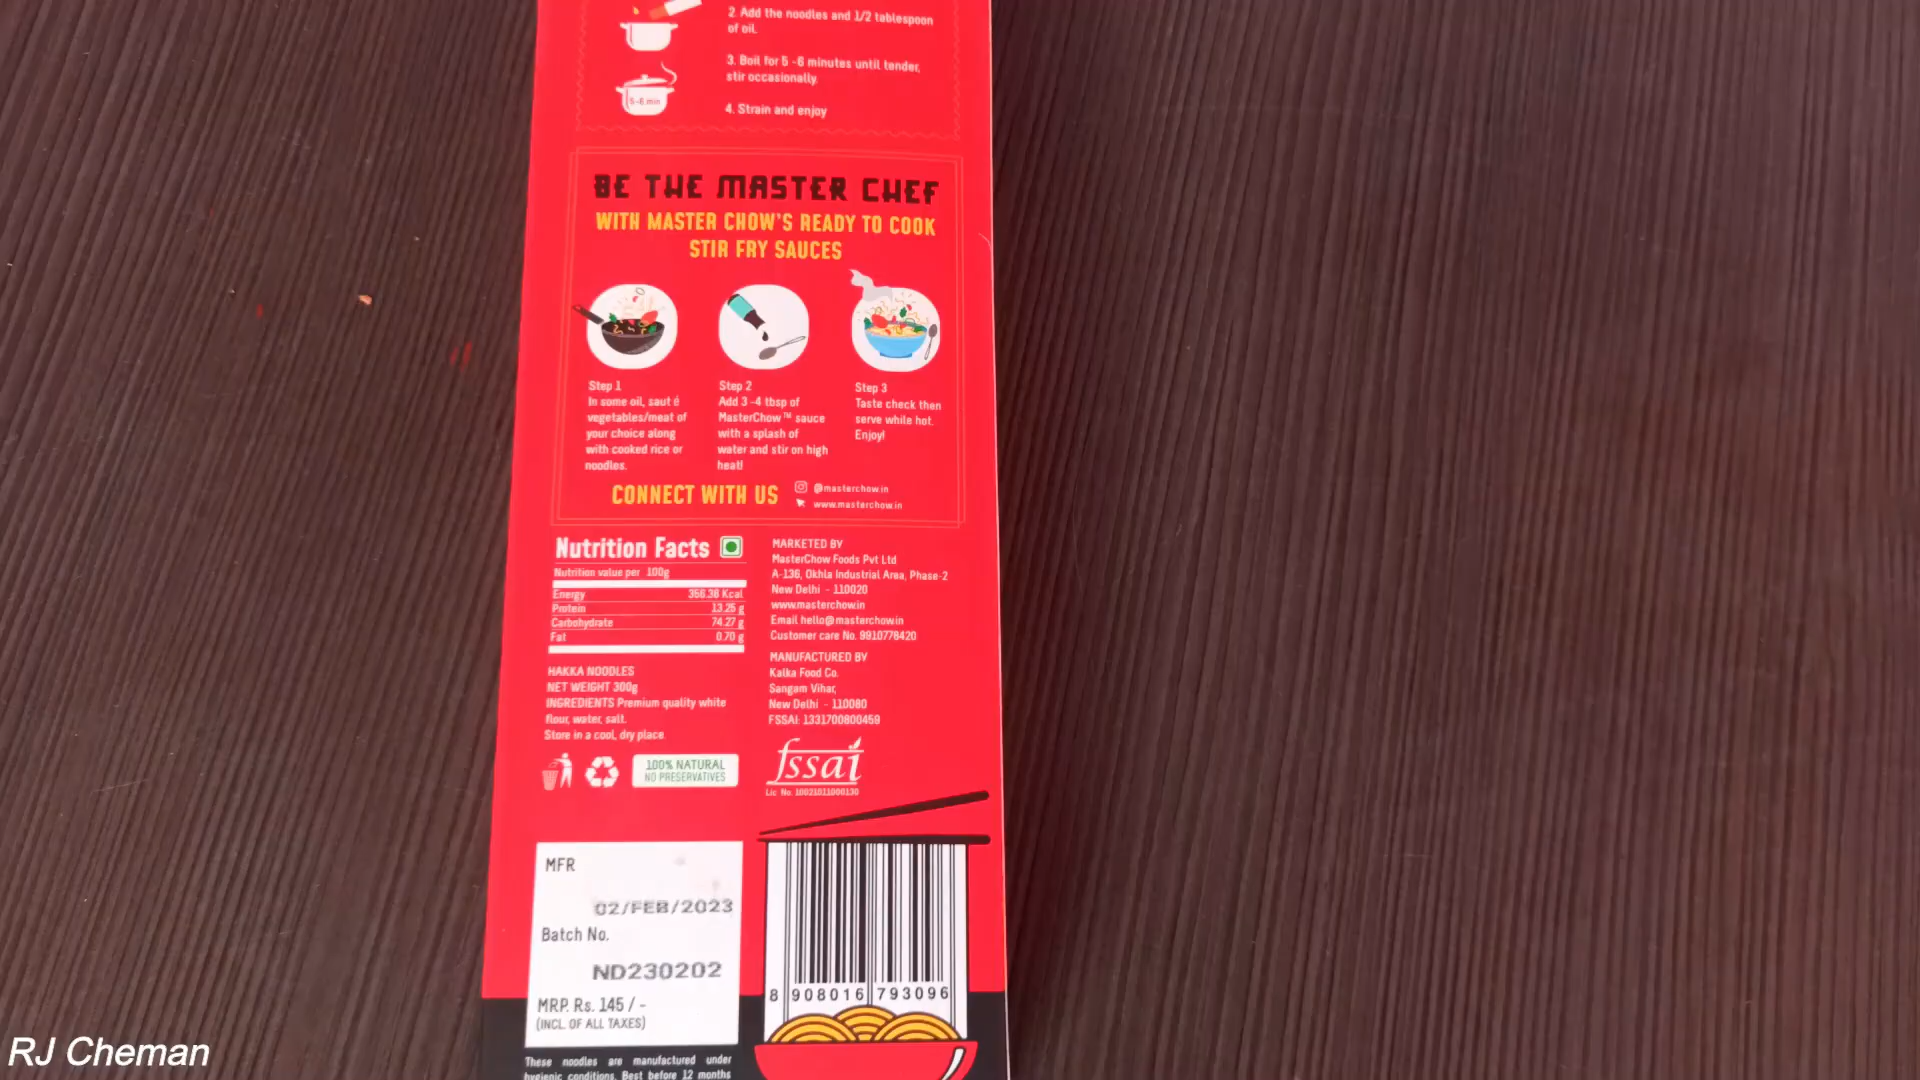 2. Add the noodles and 1/2 tablespoon
of oil.
3. Boil for 5 -6 minutes until tender,
stir occasionally.
5-6 min
4. Strain and enjoy
BE THE MASTER CHEF
WITH MASTER CHOW'S READY TO COOK
STIR FRY SAUCES
Step 1
In some oil, saut é
vegetables/meat of
your choice along
with cooked rice or
noodles.
Step 2
Add 3 -4 tbsp of
MasterChow™ sauce
with a splash of
water and stir on high
heat!
Step 3
Taste check then
serve while hot.
Enjoy!
CONNECT WITH US
@masterchow.in
www.masterchow.in
Nutrition Facts
Nutrition value per 100g
Energy 356.38 Kcal
Protein 13.25 g
Carbohydrate 74.27 g
Fat 0.70 g
HAKKA NOODLES
NET WEIGHT 300g
INGREDIENTS Premium quality white
flour, water, salt.
Store in a cool, dry place.
100% NATURAL
NO PRESERVATIVES
MARKETED BY
MasterChow Foods Pvt Ltd
A-136, Okhla Industrial Area, Phase-2
New Delhi - 110020
www.masterchow.in
Email hello@masterchow.in
Customer care No. 9910778420
MANUFACTURED BY
Kalka Food Co.
Sangam Vihar,
New Delhi - 110080
FSSAI: 1331700800459
fssai
Lic No. 10021011000130
MFR
02/FEB/2023
Batch No.
ND230202
MRP. Rs. 145 / -
(INCL. OF ALL TAXES)
8 908016 793096
These noodles are manufactured under
hygienic conditions. Best before 12 months
RJ Cheman